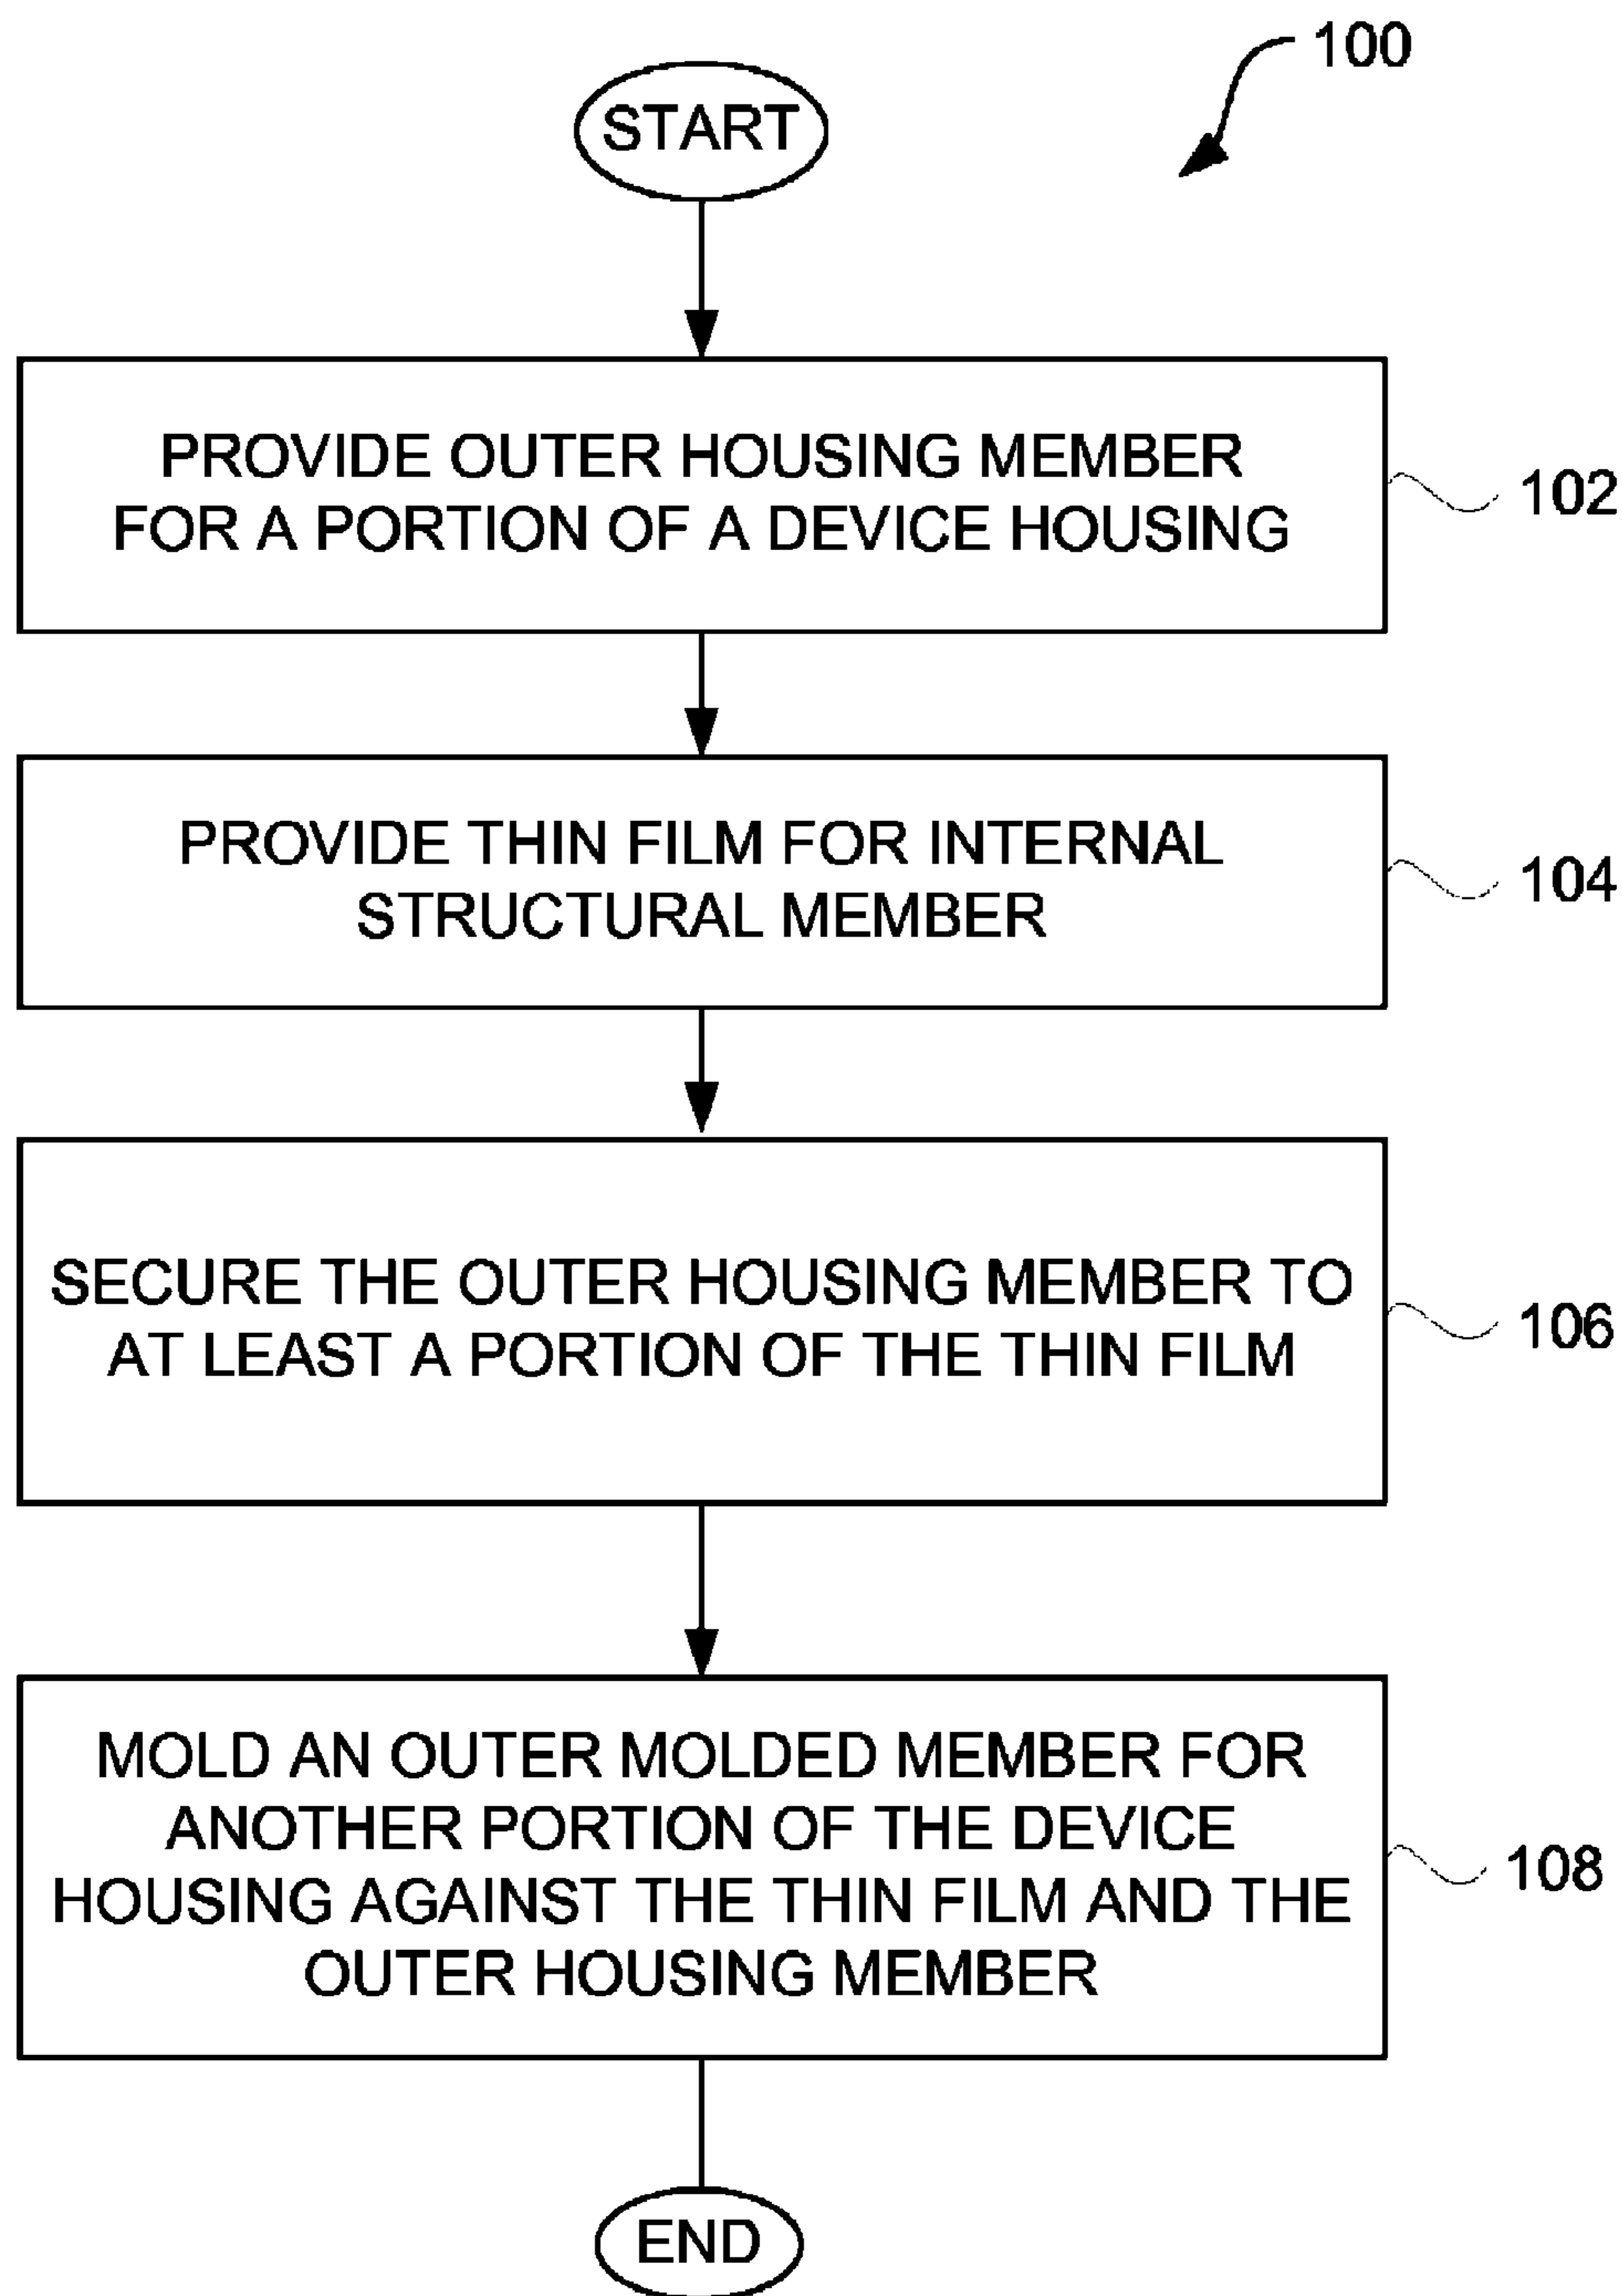 100
START
PROVIDE OUTER HOUSING MEMBER
FOR A PORTION OF A DEVICE HOUSING
102
PROVIDE THIN FILM FOR INTERNAL
STRUCTURAL MEMBER
104
SECURE THE OUTER HOUSING MEMBER TO
AT LEAST A PORTION OF THE THIN FILM
106
MOLD AN OUTER MOLDED MEMBER FOR
ANOTHER PORTION OF THE DEVICE
HOUSING AGAINST THE THIN FILM AND THE
OUTER HOUSING MEMBER
108
END